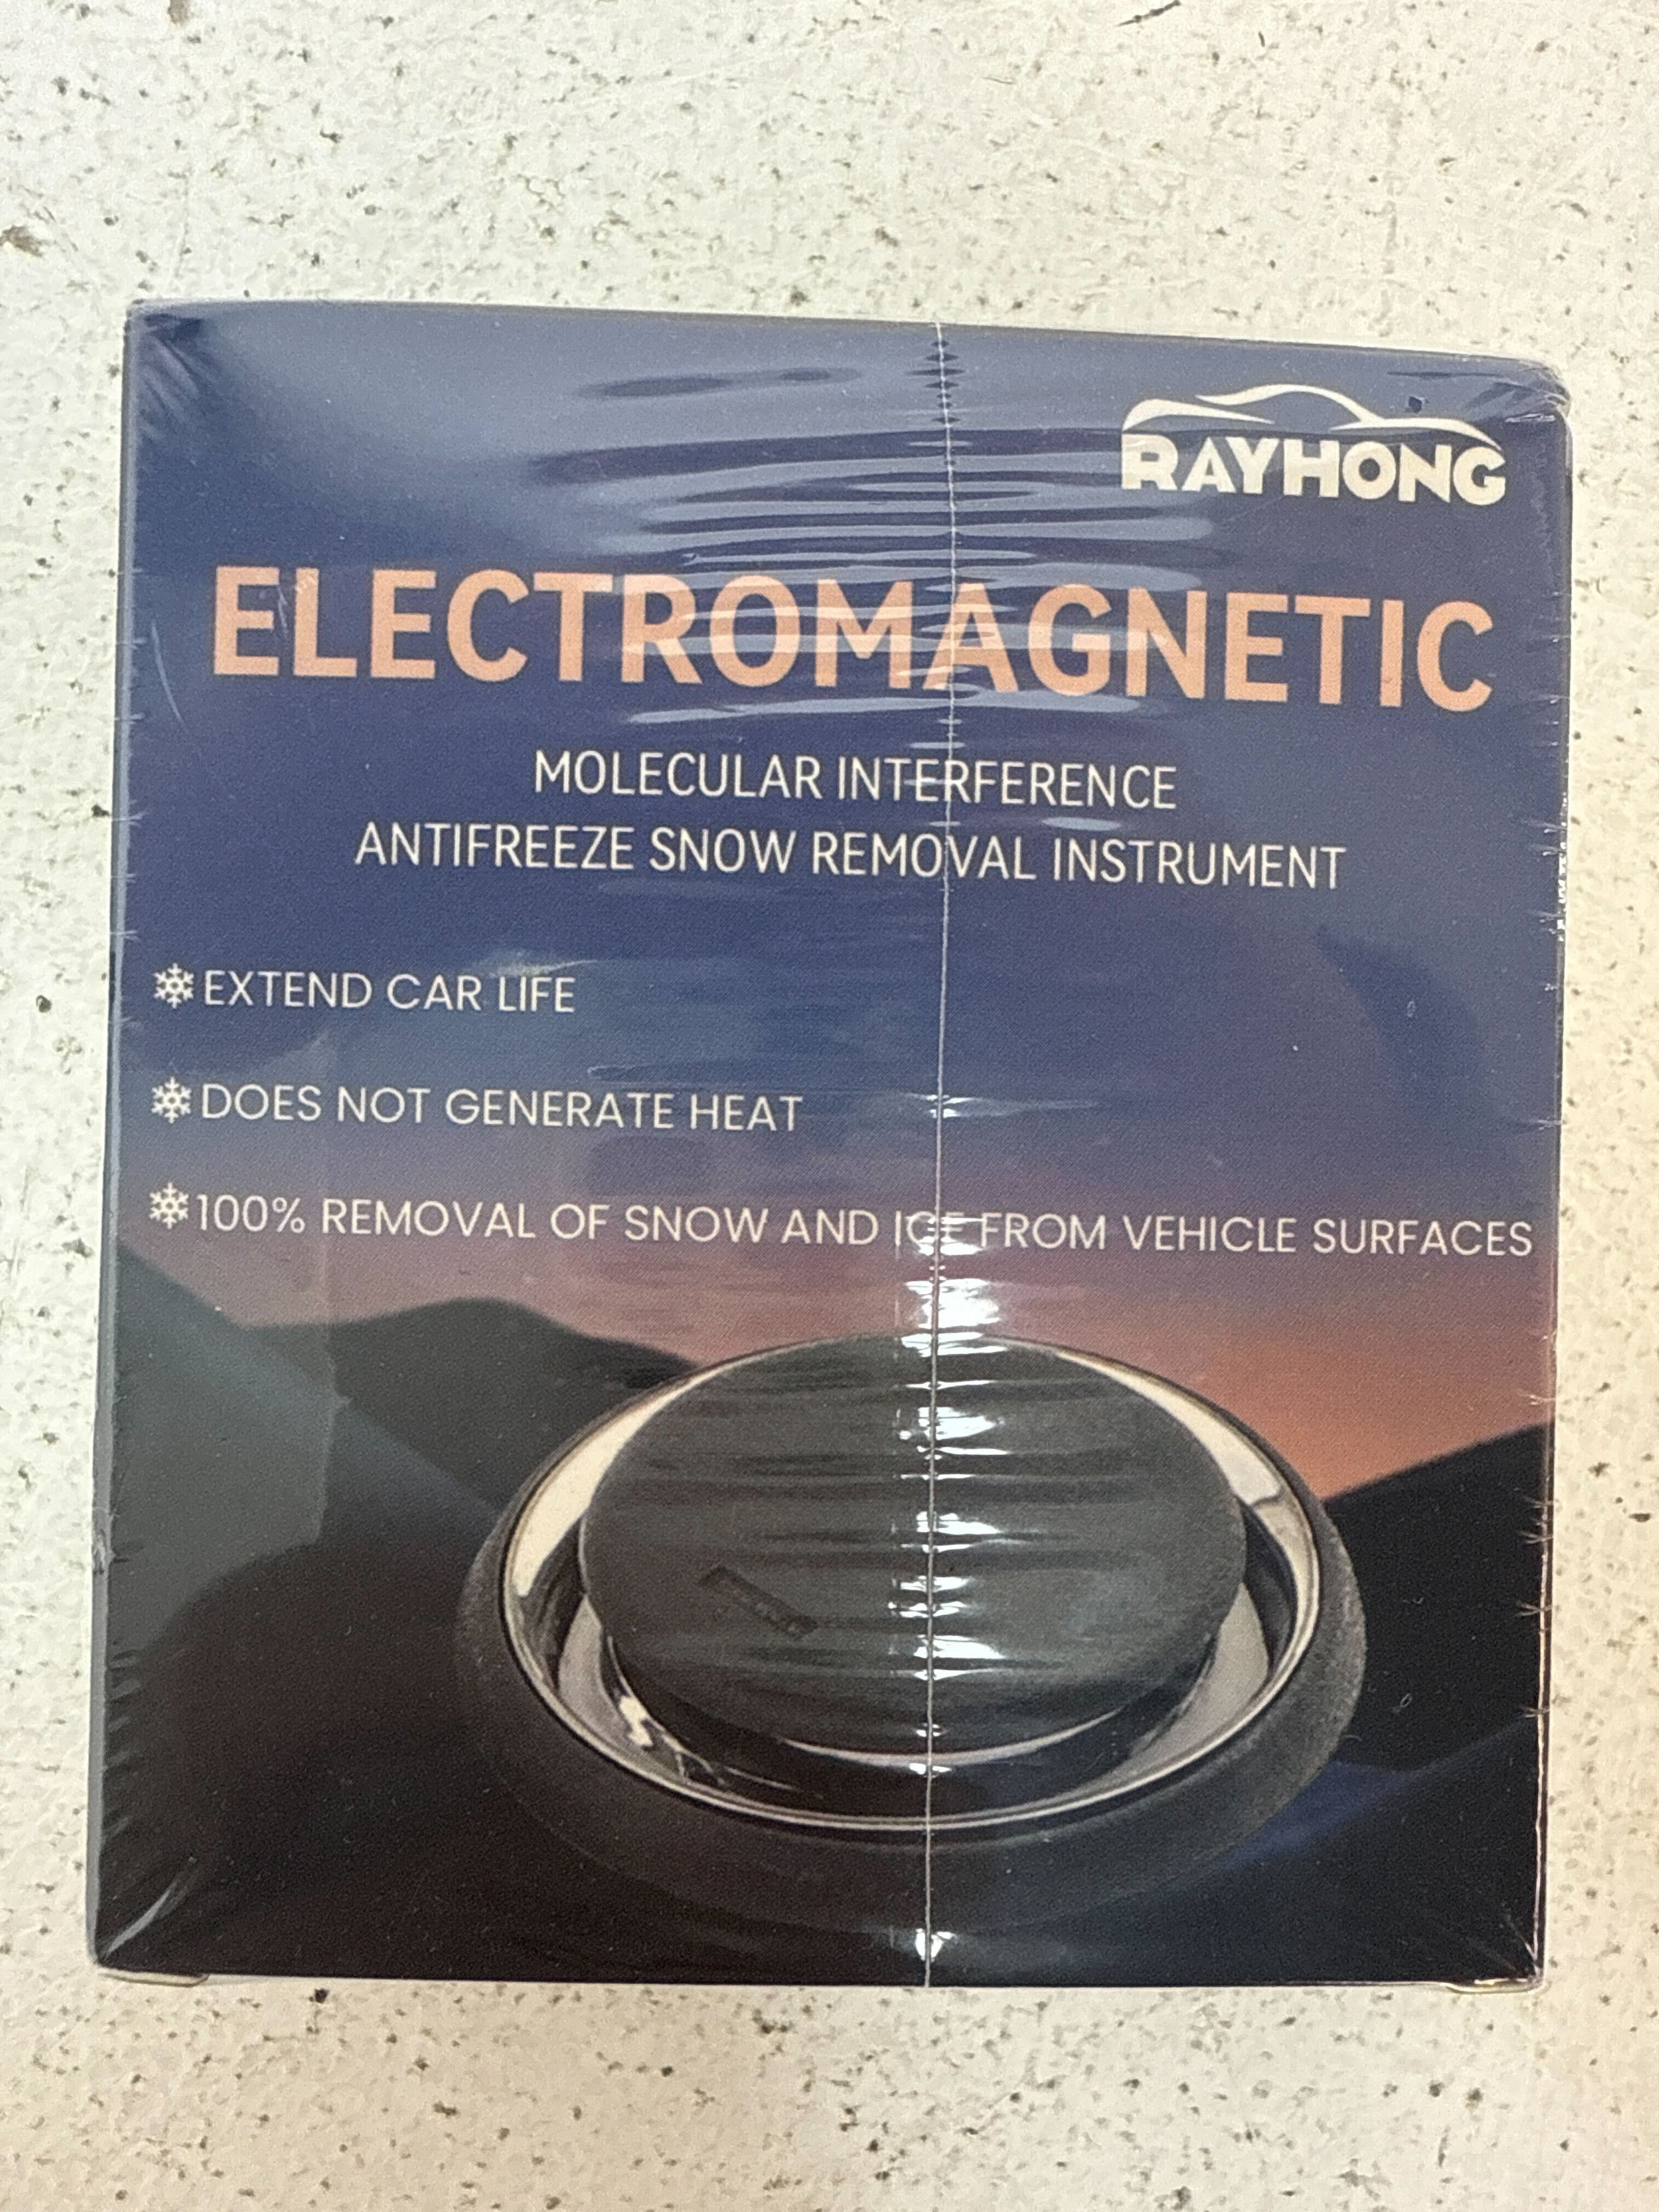 RAYHONG
ELECTROMAGNETIC
MOLECULAR INTERFERENCE
ANTIFREEZE SNOW REMOVAL INSTRUMENT
EXTEND CAR LIFE
DOES NOT GENERATE HEAT
100% REMOVAL OF SNOW AND ICE FROM VEHICLE SURFACES